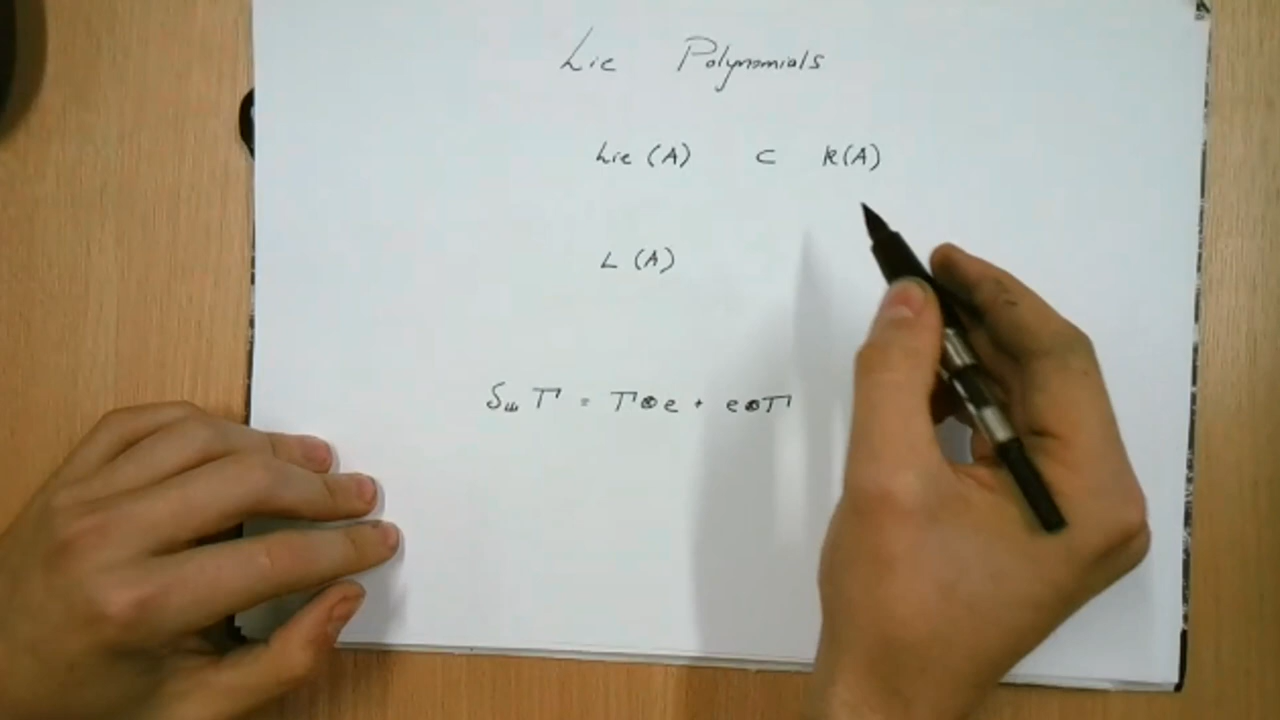 Lie Polynomials
Lie (A) ⊂ k(A)
L (A)
δ_ш Γ = Γ⊗e + e⊗Γ